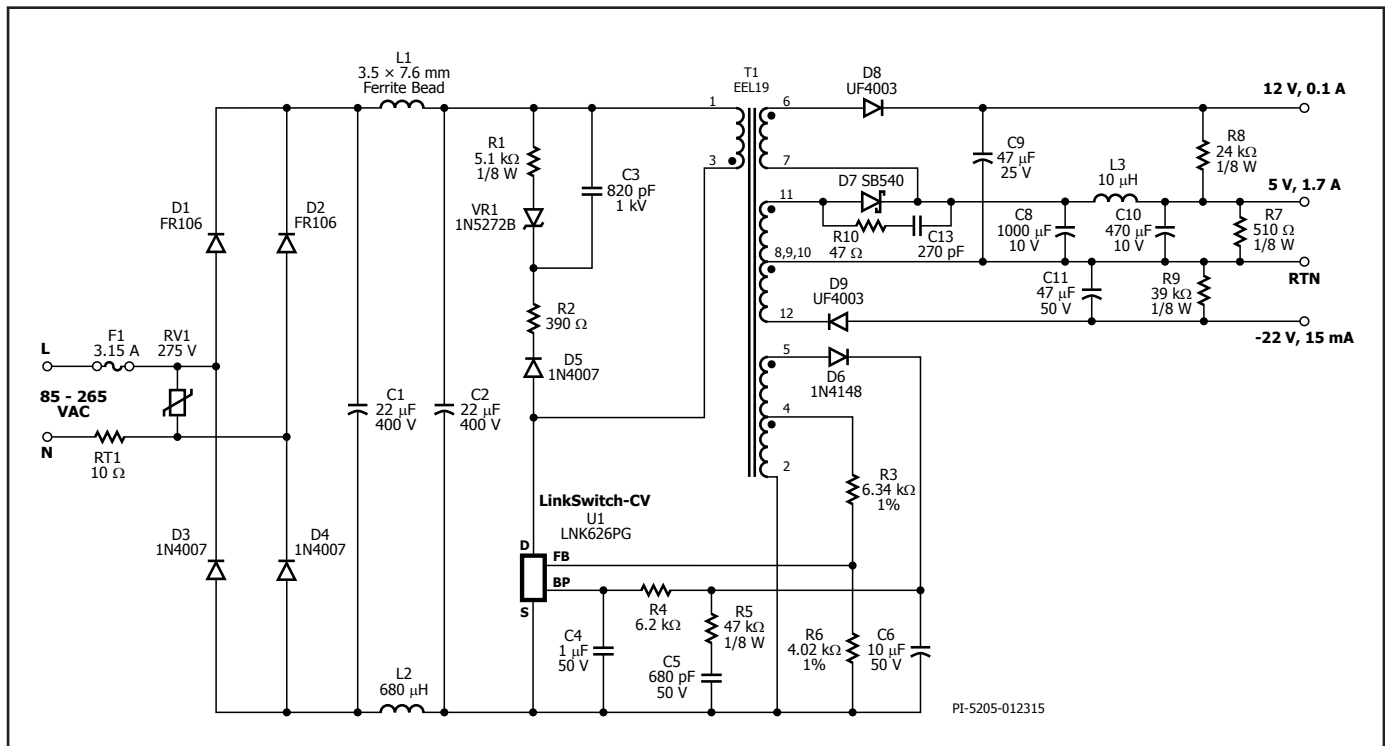 L1
3.5 × 7.6 mm
Ferrite Bead
T1
EEL19
D8
UF4003
12 V, 0.1 A
1
6
R1
5.1 kΩ
1/8 W
C3
820 pF
1 kV
C9
47 µF
25 V
R8
24 kΩ
1/8 W
3
7
L3
10 µH
D7 SB540
5 V, 1.7 A
VR1
1N5272B
11
D1
FR106
D2
FR106
R10
47 Ω
C13
270 pF
C8
1000 µF
10 V
C10
470 µF
10 V
R7
510 Ω
1/8 W
8,9,10
RTN
R2
390 Ω
D9
UF4003
C11
47 µF
50 V
R9
39 kΩ
1/8 W
12
-22 V, 15 mA
F1
3.15 A
RV1
275 V
L
5
D5
1N4007
D6
1N4148
85 - 265
VAC
C1
22 µF
400 V
C2
22 µF
400 V
4
N
RT1
10 Ω
2
R3
6.34 kΩ
1%
LinkSwitch-CV
U1
LNK626PG
D3
1N4007
D4
1N4007
D
FB
BP
S
R4
6.2 kΩ
R5
47 kΩ
1/8 W
C4
1 µF
50 V
R6
4.02 kΩ
1%
C6
10 µF
50 V
C5
680 pF
50 V
L2
680 µH
PI-5205-012315